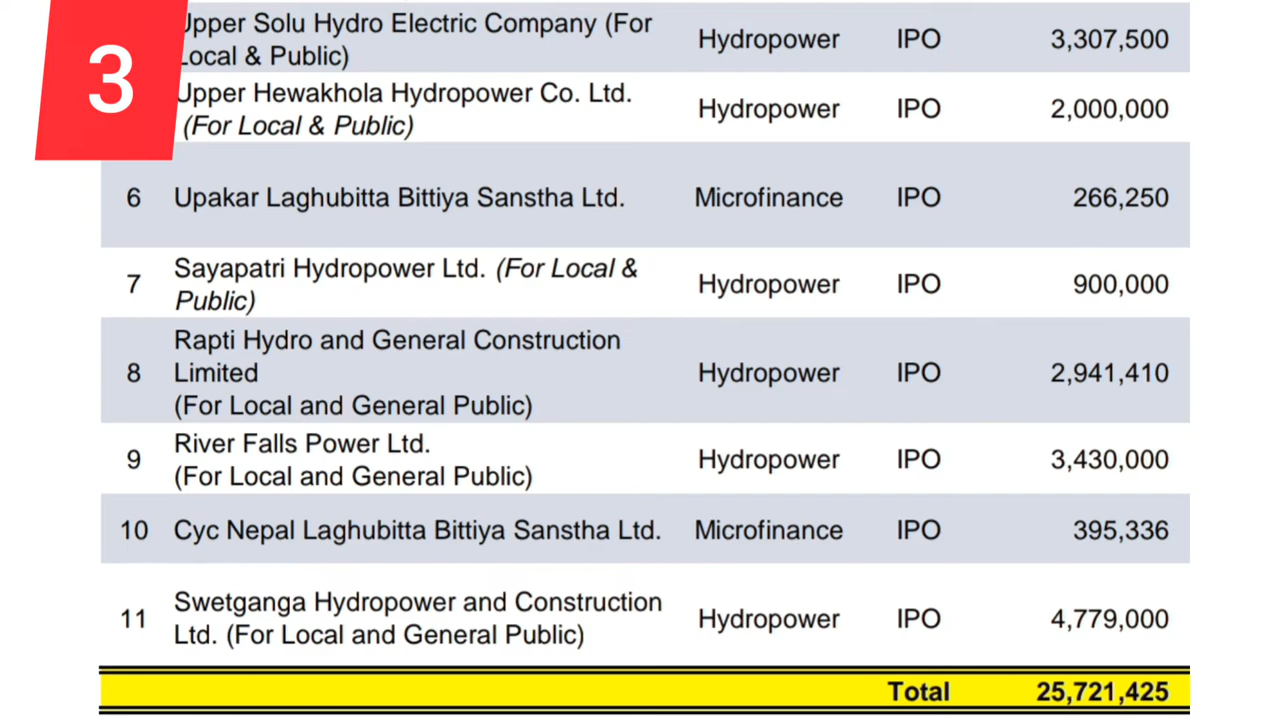 3
Upper Solu Hydro Electric Company (For Hydropower IPO 3,307,500
Local & Public)
Upper Hewakhola Hydropower Co. Ltd. Hydropower IPO 2,000,000
(For Local & Public)
6 Upakar Laghubitta Bittiya Sanstha Ltd. Microfinance IPO 266,250
7 Sayapatri Hydropower Ltd. (For Local & Hydropower IPO 900,000
Public)
Rapti Hydro and General Construction
8 Limited Hydropower IPO 2,941,410
(For Local and General Public)
9 River Falls Power Ltd. Hydropower IPO 3,430,000
(For Local and General Public)
10 Cyc Nepal Laghubitta Bittiya Sanstha Ltd. Microfinance IPO 395,336
11 Swetganga Hydropower and Construction Hydropower IPO 4,779,000
Ltd. (For Local and General Public)
Total 25,721,425